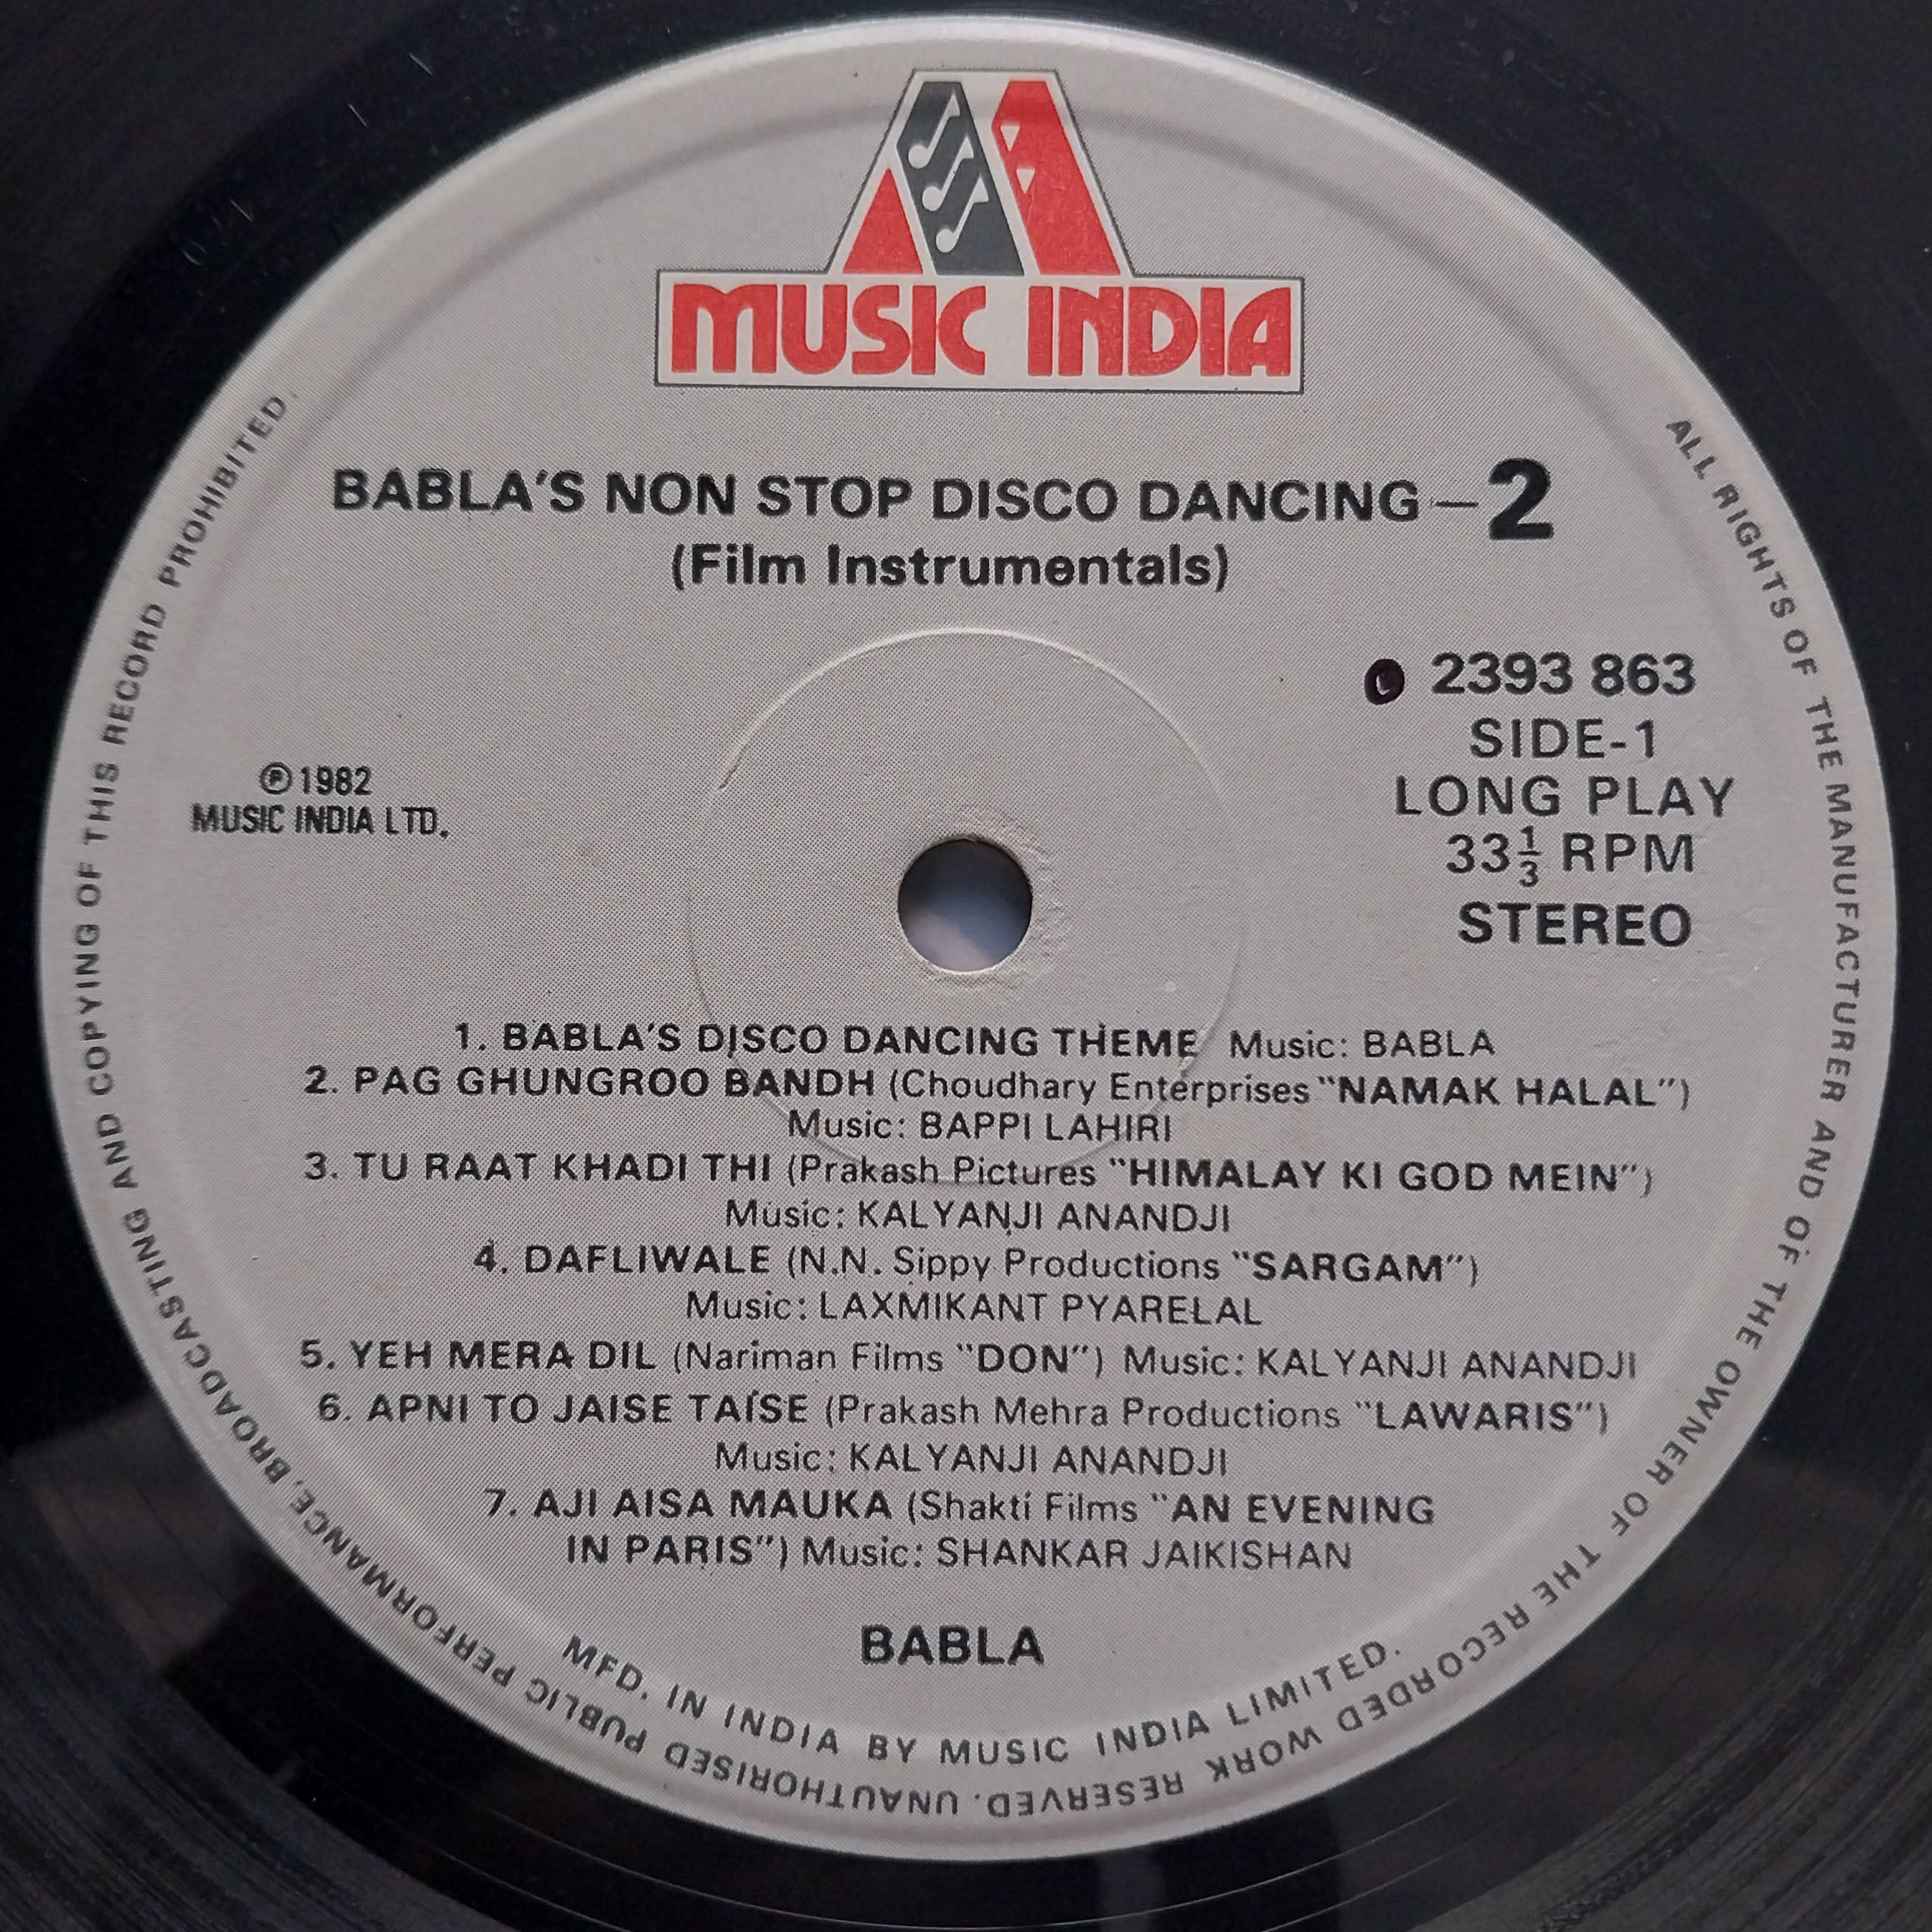 MUSIC INDIA
BABLA'S NON STOP DISCO DANCING — 2
(Film Instrumentals)
2393 863
SIDE-1
LONG PLAY
33⅓ RPM
STEREO
℗ 1982
MUSIC INDIA LTD.
1. BABLA'S DISCO DANCING THEME Music: BABLA
2. PAG GHUNGROO BANDH (Choudhary Enterprises "NAMAK HALAL")
Music: BAPPI LAHIRI
3. TU RAAT KHADI THI (Prakash Pictures "HIMALAY KI GOD MEIN")
Music: KALYANJI ANANDJI
4. DAFLIWALE (N.N. Sippy Productions "SARGAM")
Music: LAXMIKANT PYARELAL
5. YEH MERA DIL (Nariman Films "DON") Music: KALYANJI ANANDJI
6. APNI TO JAISE TAISE (Prakash Mehra Productions "LAWARIS")
Music: KALYANJI ANANDJI
7. AJI AISA MAUKA (Shakti Films "AN EVENING
IN PARIS") Music: SHANKAR JAIKISHAN
BABLA
MFD. IN INDIA BY MUSIC INDIA LIMITED.
ALL RIGHTS OF THE MANUFACTURER AND OF THE OWNER OF THE RECORDED WORK RESERVED. UNAUTHORISED PUBLIC PERFORMANCE, BROADCASTING AND COPYING OF THIS RECORD PROHIBITED.